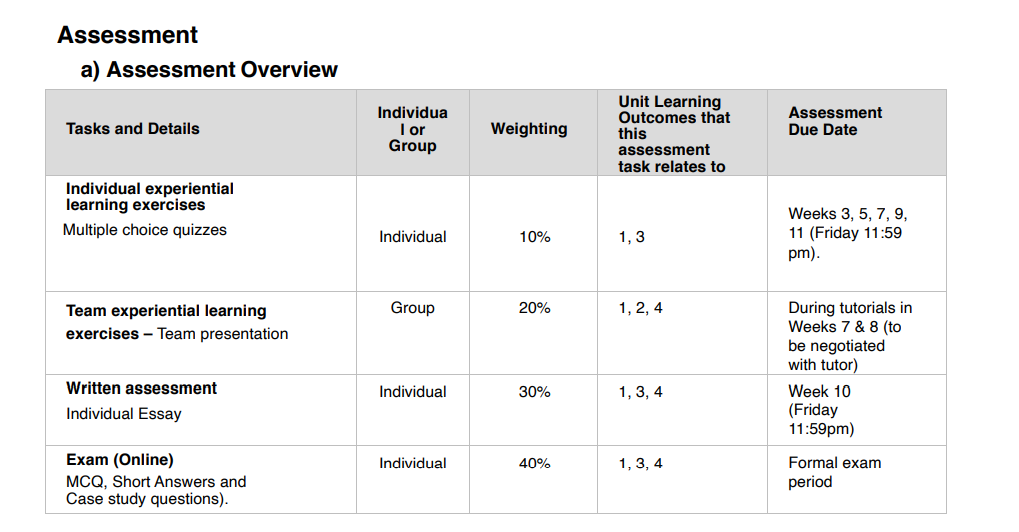 Assessment
a) Assessment Overview
Tasks and Details
Individua
l or
Group
Weighting
Unit Learning
Outcomes that
this
assessment
task relates to
Assessment
Due Date
Individual experiential
learning exercises
Multiple choice quizzes
Individual
10%
1, 3
Weeks 3, 5, 7, 9,
11 (Friday 11:59
pm).
Team experiential learning
exercises – Team presentation
Group
20%
1, 2, 4
During tutorials in
Weeks 7 & 8 (to
be negotiated
with tutor)
Written assessment
Individual Essay
Individual
30%
1, 3, 4
Week 10
(Friday
11:59pm)
Exam (Online)
MCQ, Short Answers and
Case study questions).
Individual
40%
1, 3, 4
Formal exam
period